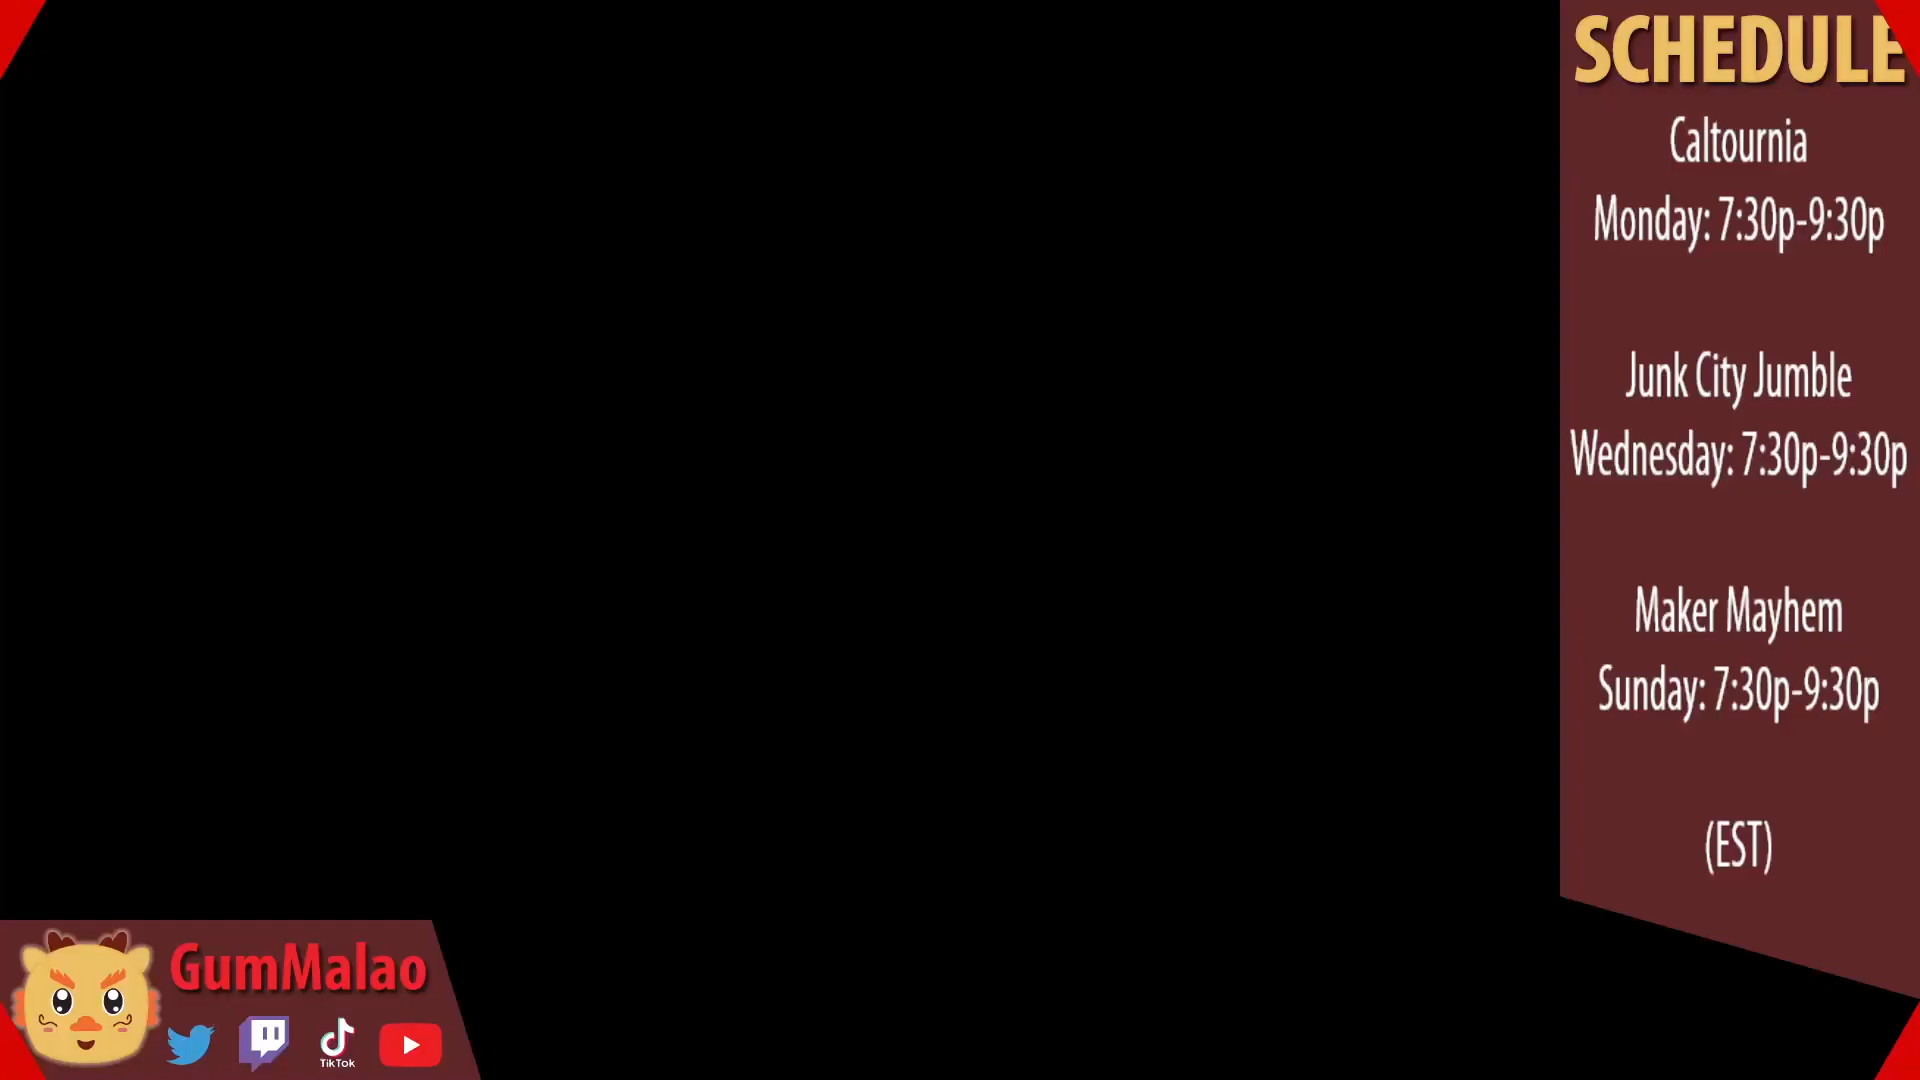 SCHEDULE
Caltournia
Monday: 7:30p-9:30p
Junk City Jumble
Wednesday: 7:30p-9:30p
Maker Mayhem
Sunday: 7:30p-9:30p
(EST)
GumMalao
TikTok